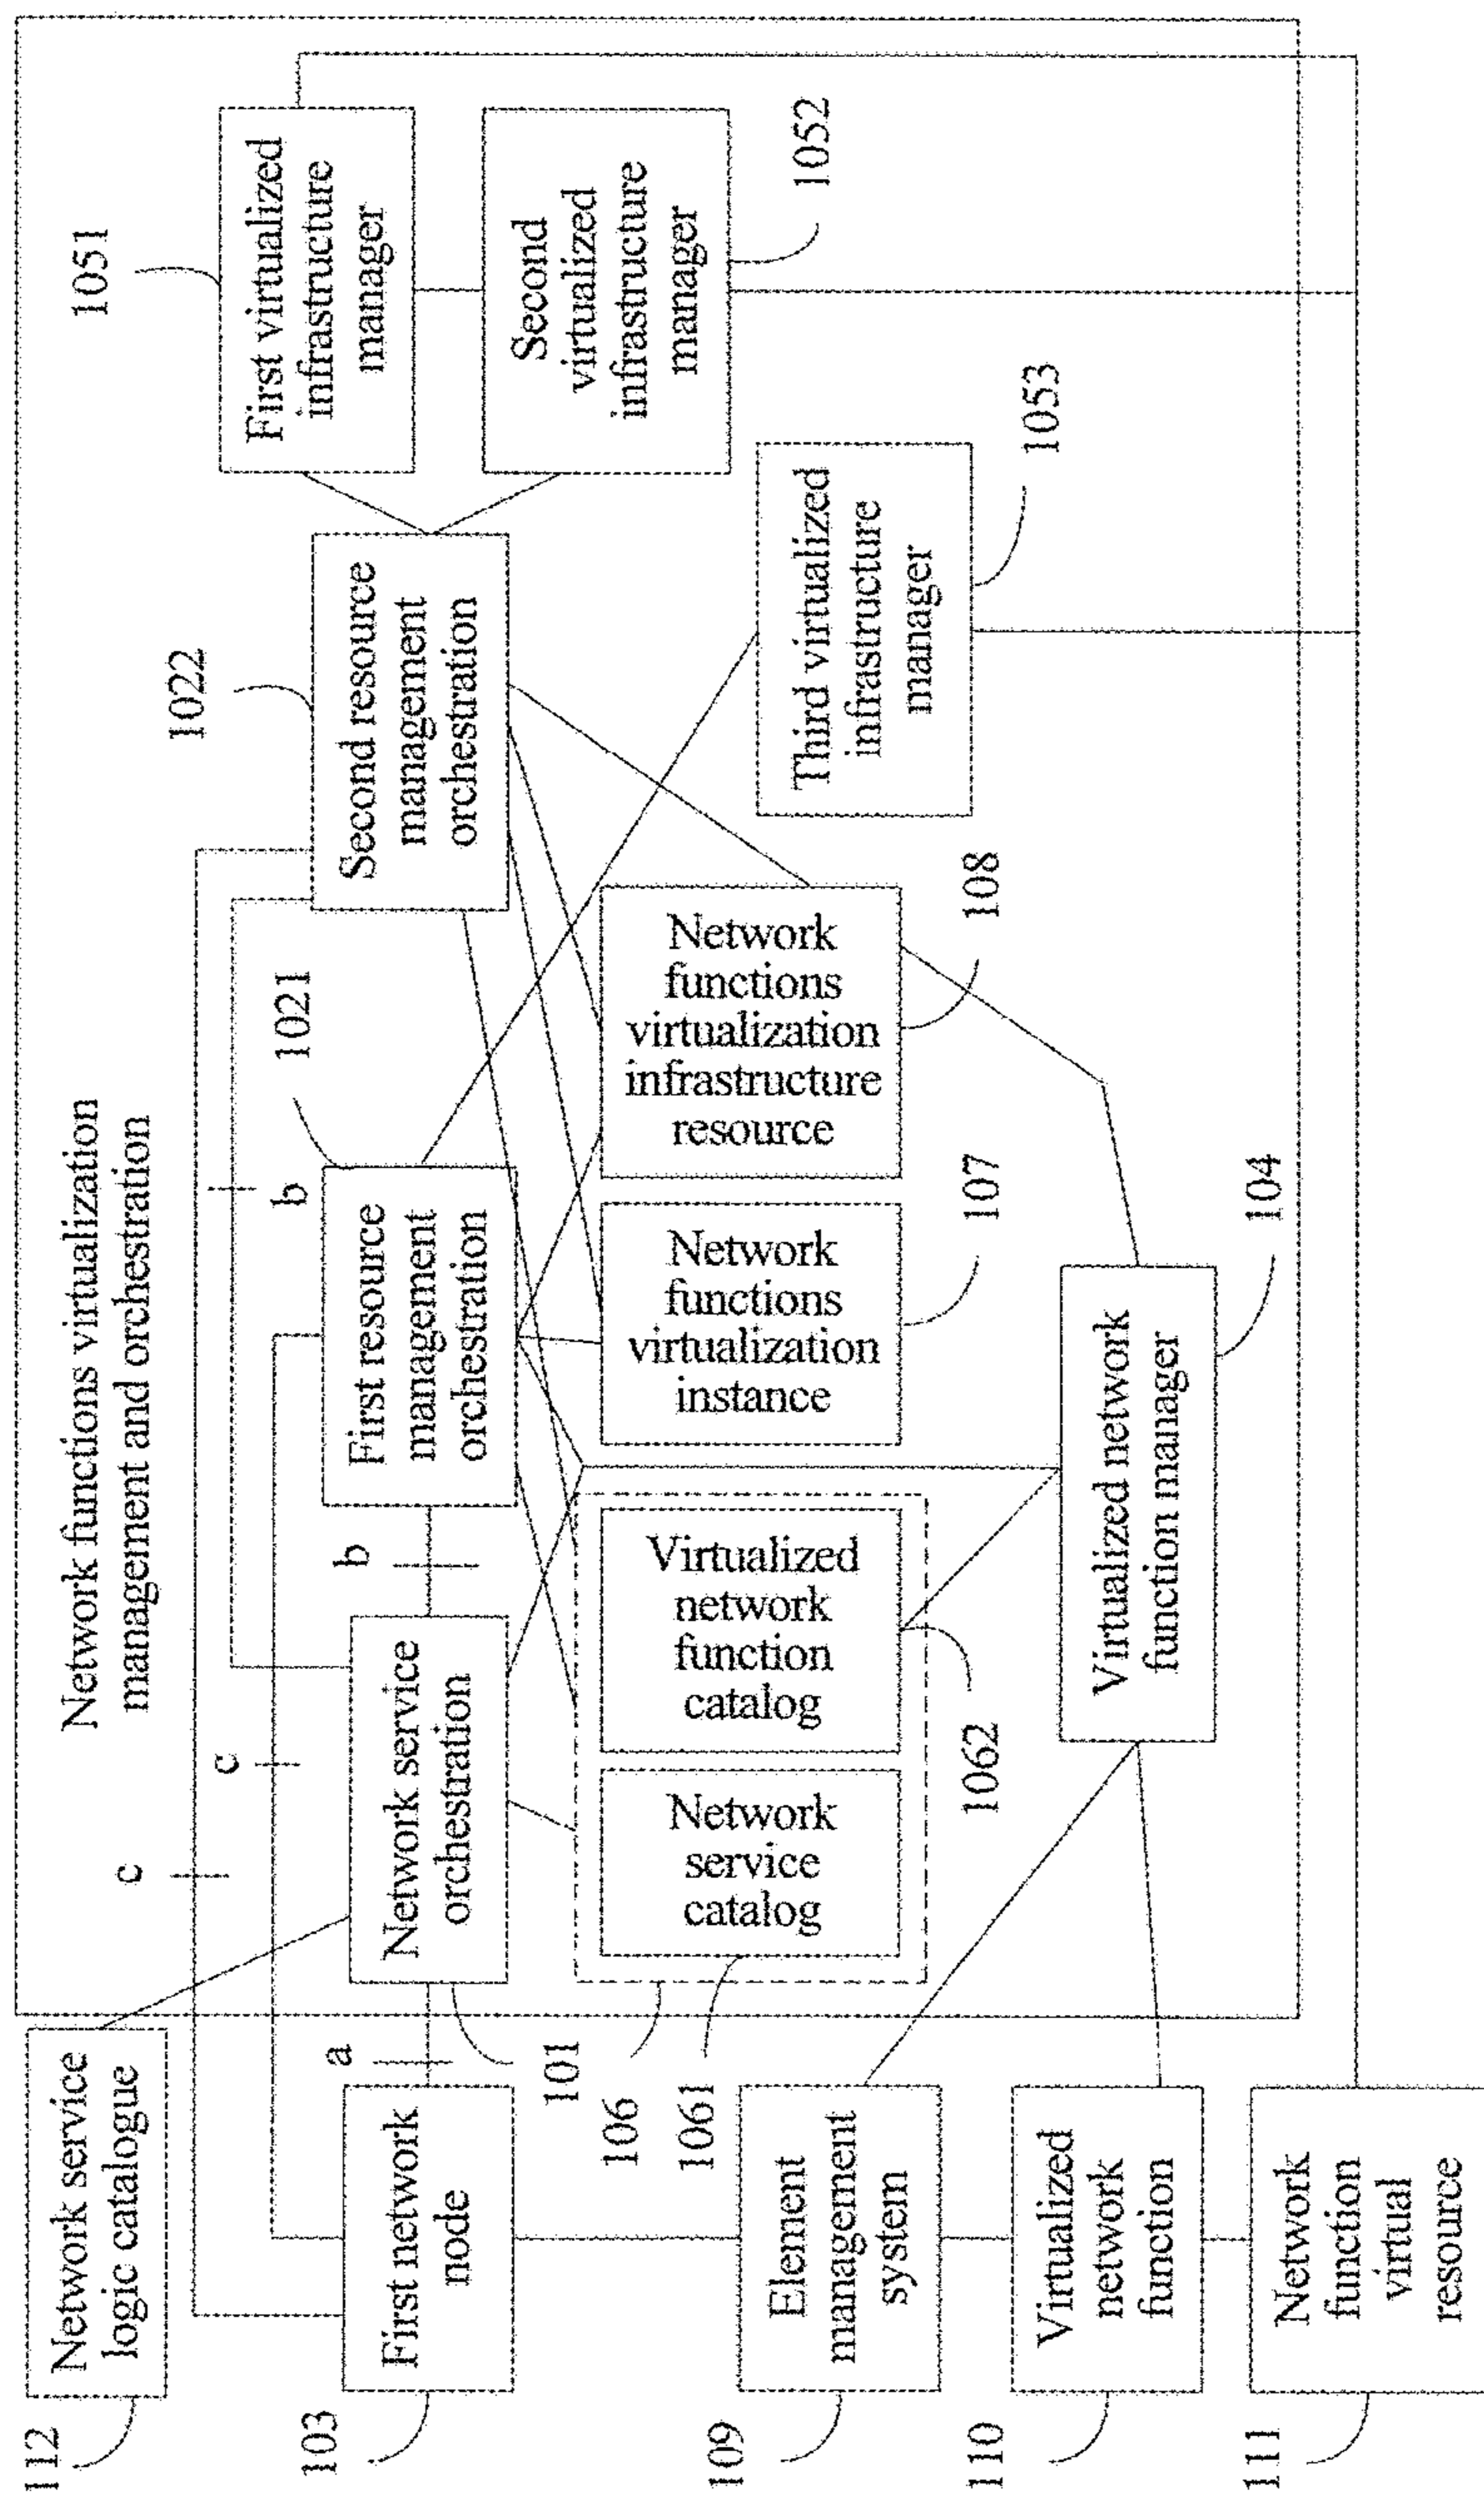 112
Network service
logic catalogue
Network functions virtualization
management and orchestration
c
c
b
1022
1051
103
First network
node
a
101
Network service
orchestration
b
First resource
management
orchestration
1021
Second resource
management
orchestration
First virtualized
infrastructure
manager
Second
virtualized
infrastructure
manager
1052
106
1061
Network
service
catalog
Virtualized
network
function
catalog
1062
Network
functions
virtualization
instance
107
Network
functions
virtualization
infrastructure
resource
108
Third virtualized
infrastructure
manager
1053
109
Element
management
system
110
Virtualized
network
function
Virtualized network
function manager
104
111
Network
function
virtual
resource